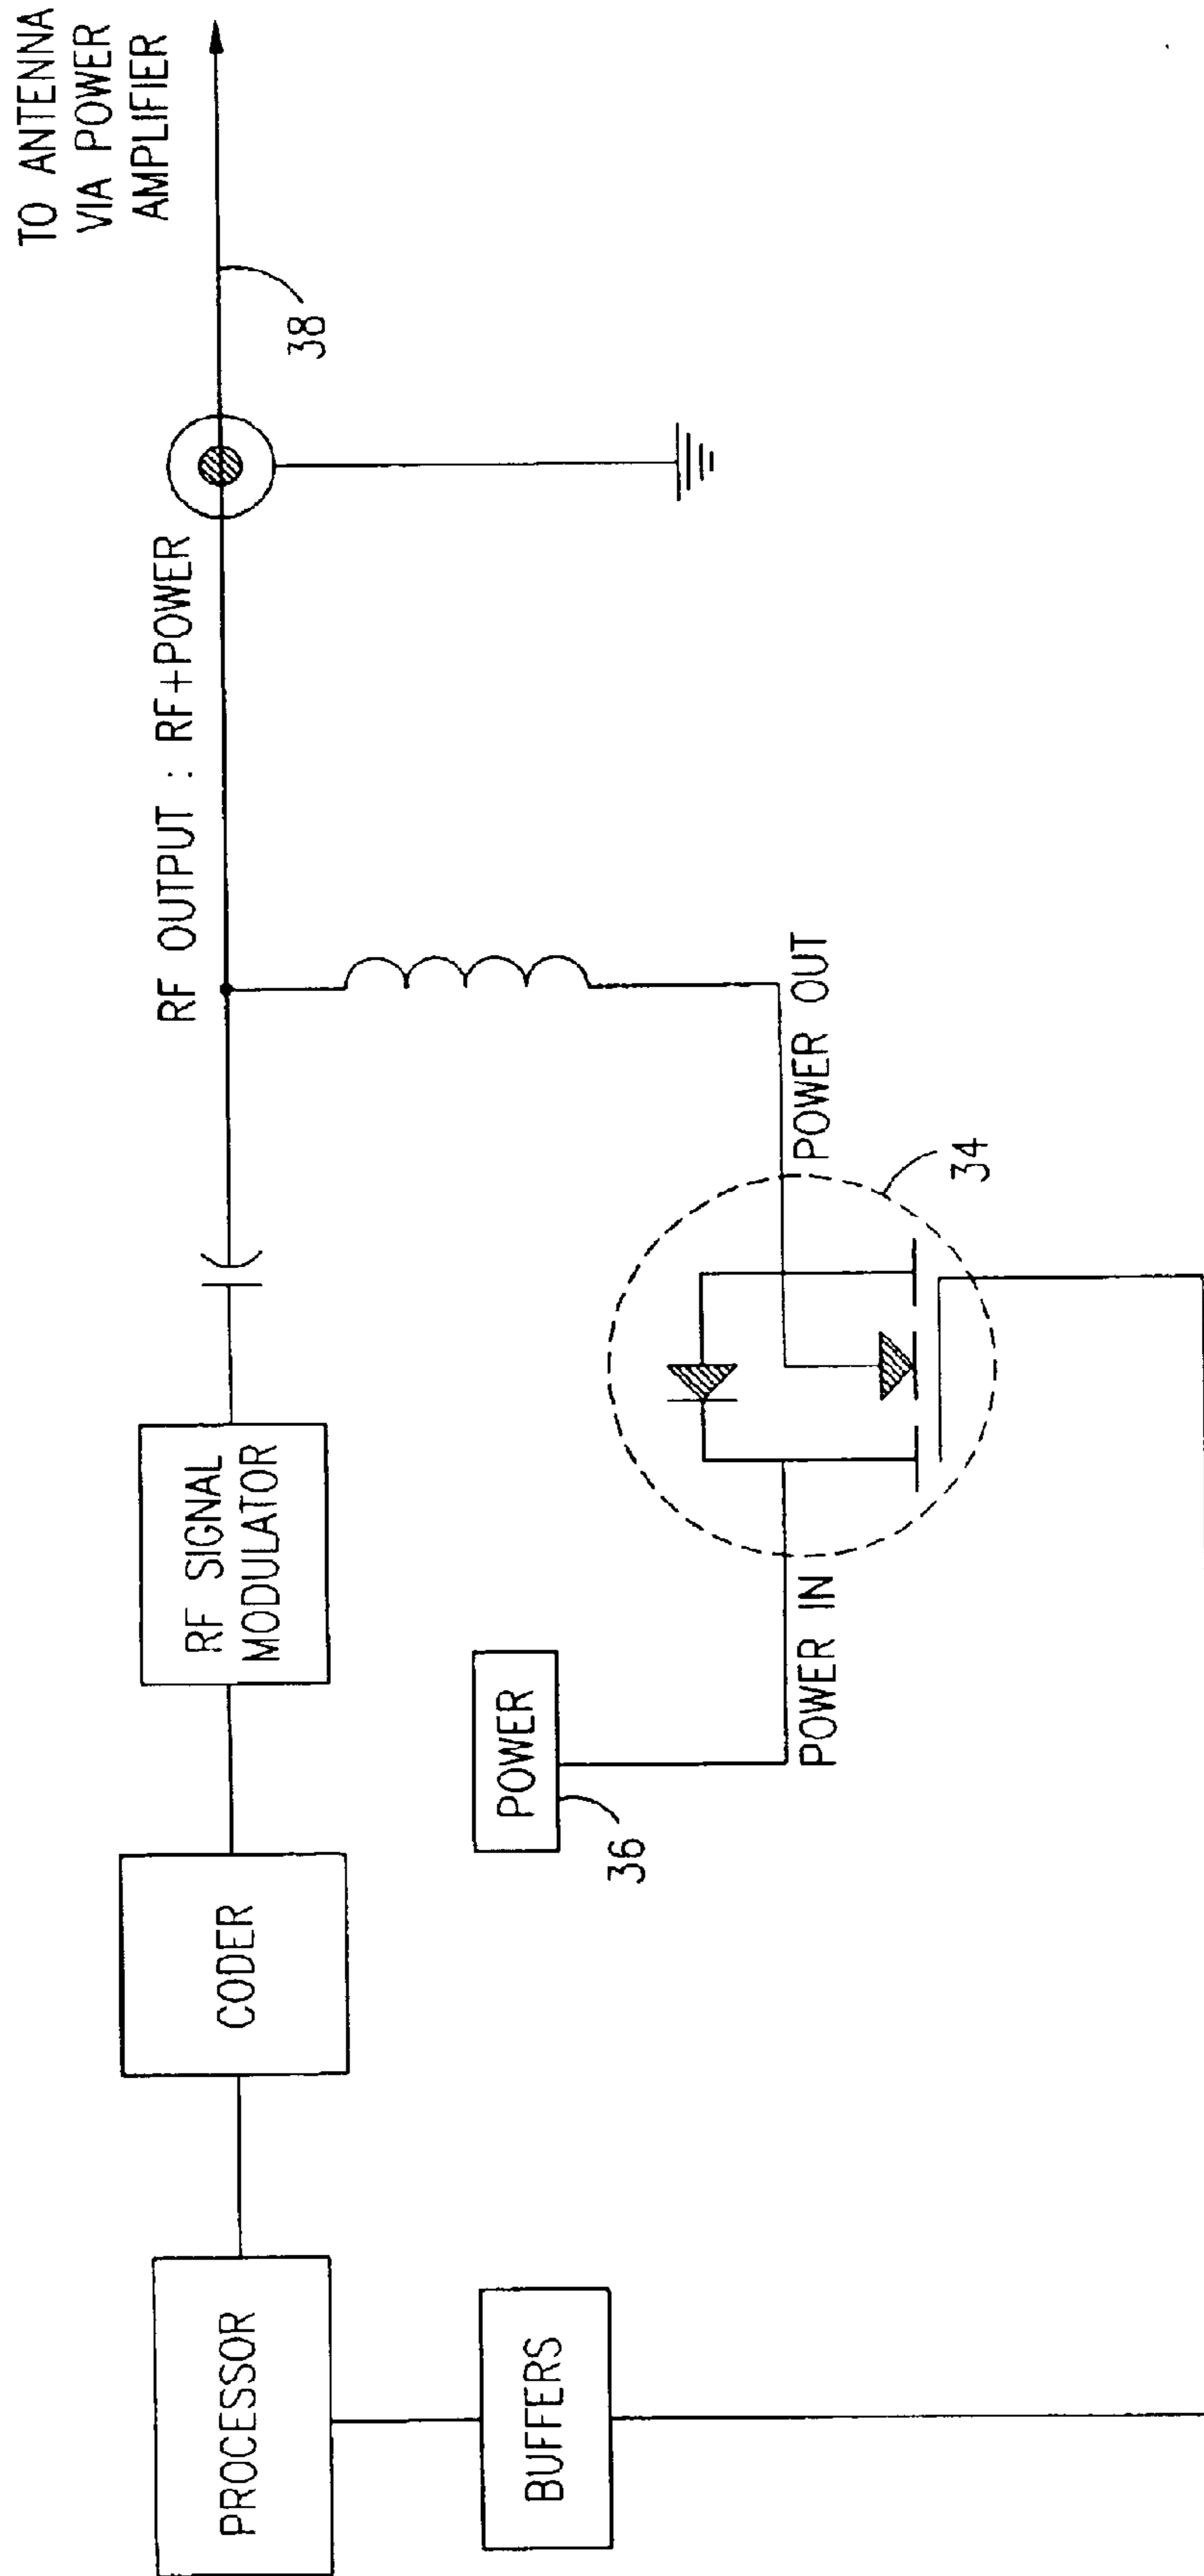 TO ANTENNA
VIA POWER
AMPLIFIER
38
RF OUTPUT : RF+POWER
RF SIGNAL
MODULATOR
CODER
PROCESSOR
BUFFERS
POWER
36
POWER IN
POWER OUT
34